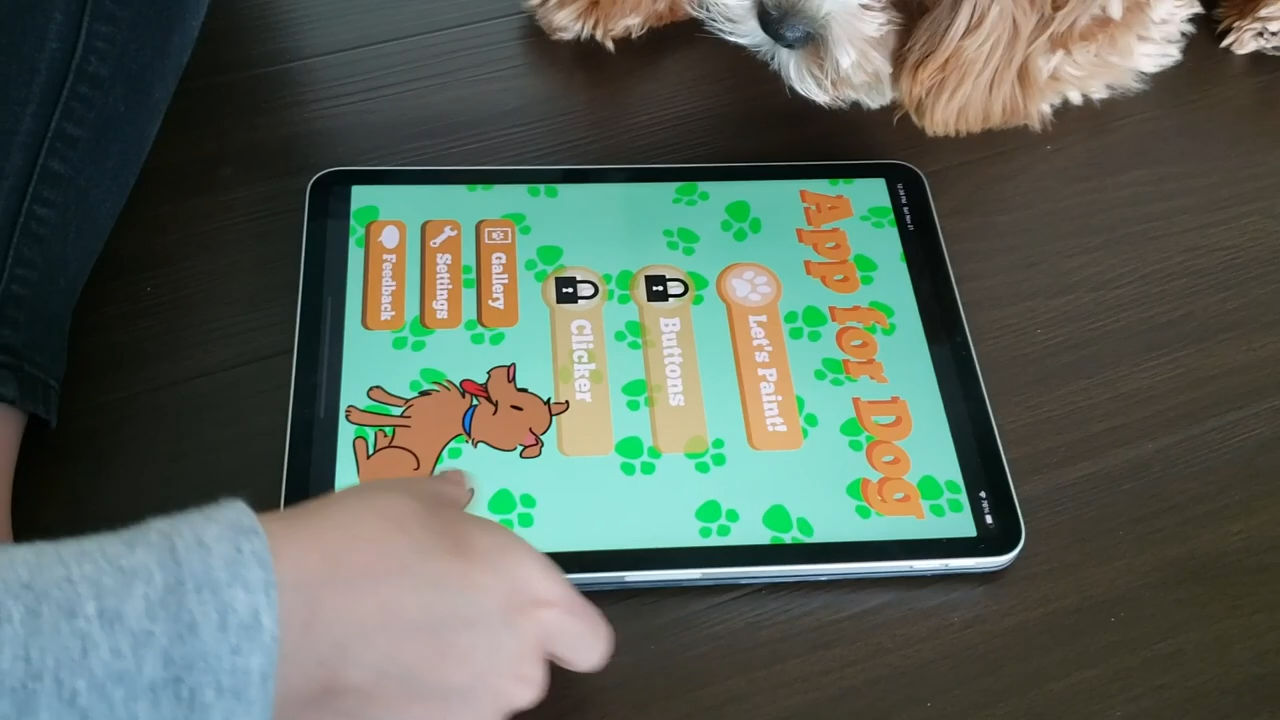 App for Dog
Let's Paint!
Buttons
Clicker
Gallery
Settings
Feedback